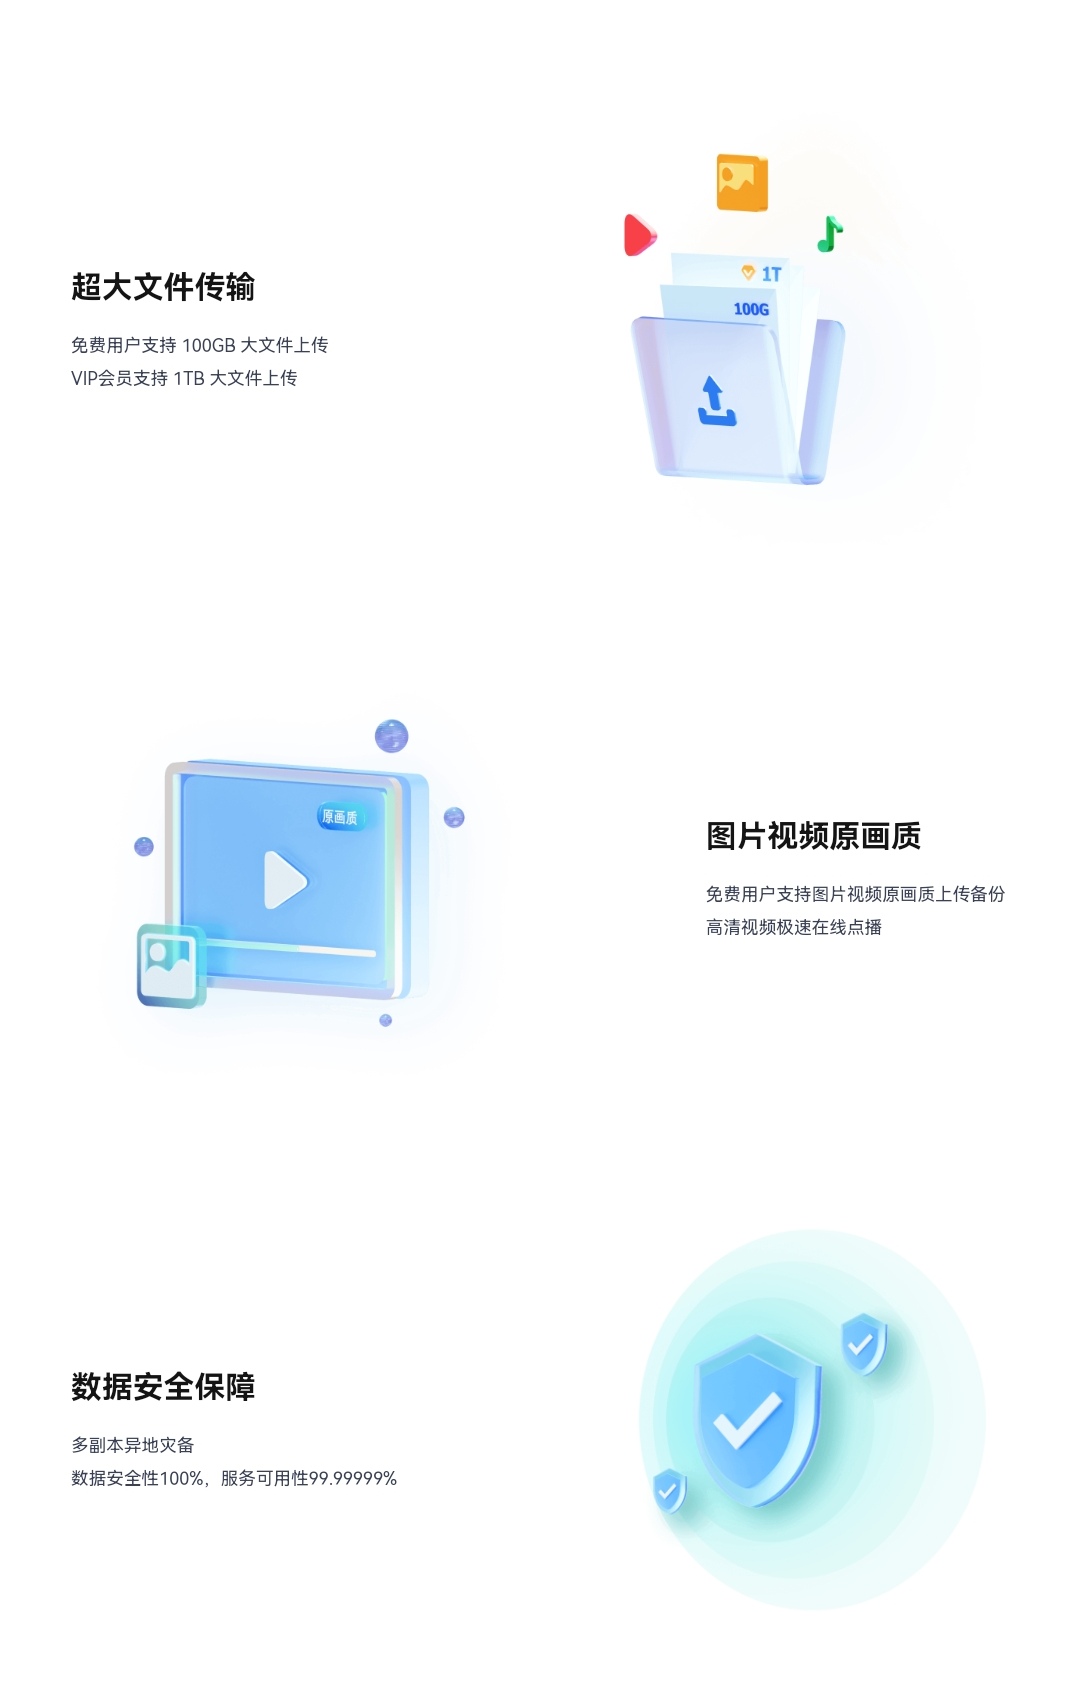 超大文件传输
免费用户支持 100GB 大文件上传
VIP会员支持 1TB 大文件上传
1T
100G
原画质
图片视频原画质
免费用户支持图片视频原画质上传备份
高清视频极速在线点播
数据安全保障
多副本异地灾备
数据安全性100%，服务可用性99.99999%